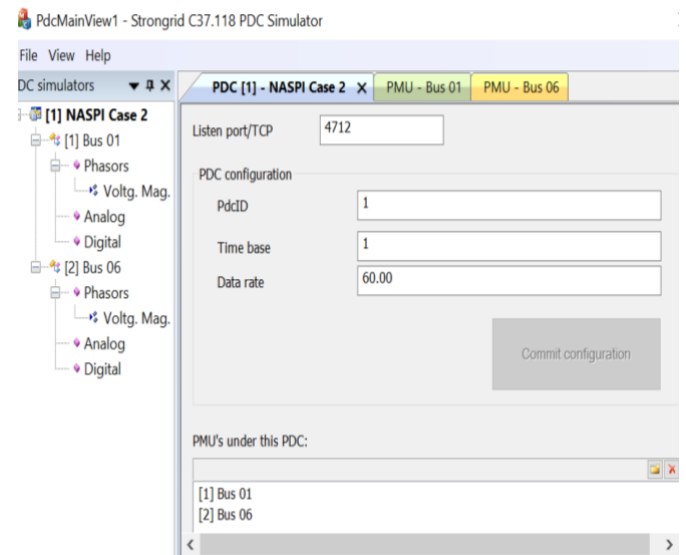 PdcMainView1 - Strongrid C37.118 PDC Simulator
File View Help
DC simulators
PDC [1] - NASPI Case 2 X PMU - Bus 01 PMU - Bus 06
[1] NASPI Case 2
[1] Bus 01
Phasors
Voltg. Mag.
Analog
Digital
[2] Bus 06
Phasors
Voltg. Mag.
Analog
Digital
Listen port/TCP 4712
PDC configuration
PdcID 1
Time base 1
Data rate 60.00
Commit configuration
PMU's under this PDC:
[1] Bus 01
[2] Bus 06